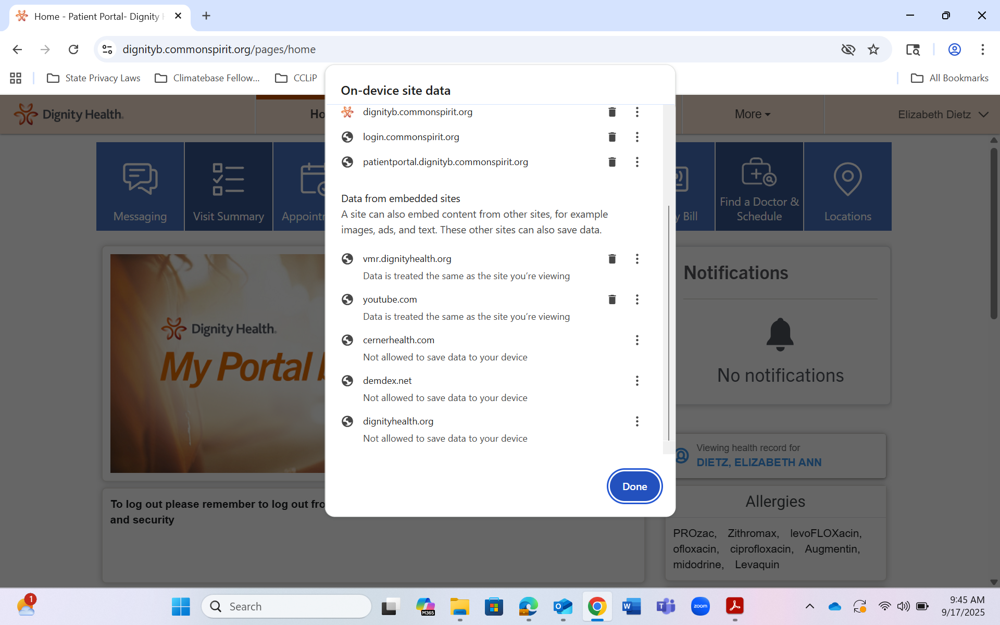 Home - Patient Portal- Dignity
dignityb.commonspirit.org/pages/home
State Privacy Laws
Climatebase Fellow...
CCLiP
All Bookmarks
Dignity Health.
Ho
More
Elizabeth Dietz
Messaging
Visit Summary
Appointr
y Bill
Find a Doctor &
Schedule
Locations
On-device site data
dignityb.commonspirit.org
login.commonspirit.org
patientportal.dignityb.commonspirit.org
Data from embedded sites
A site can also embed content from other sites, for example
images, ads, and text. These other sites can also save data.
vmr.dignityhealth.org
Data is treated the same as the site you’re viewing
youtube.com
Data is treated the same as the site you’re viewing
cernerhealth.com
Not allowed to save data to your device
demdex.net
Not allowed to save data to your device
dignityhealth.org
Not allowed to save data to your device
Done
Dignity Health.
My Portal
Notifications
No notifications
Viewing health record for
DIETZ, ELIZABETH ANN
To log out please remember to log out fro
and security
Allergies
PROzac, Zithromax, levoFLOXacin,
ofloxacin, ciprofloxacin, Augmentin,
midodrine, Levaquin
1
Search
M365
zoom
9:45 AM
9/17/2025